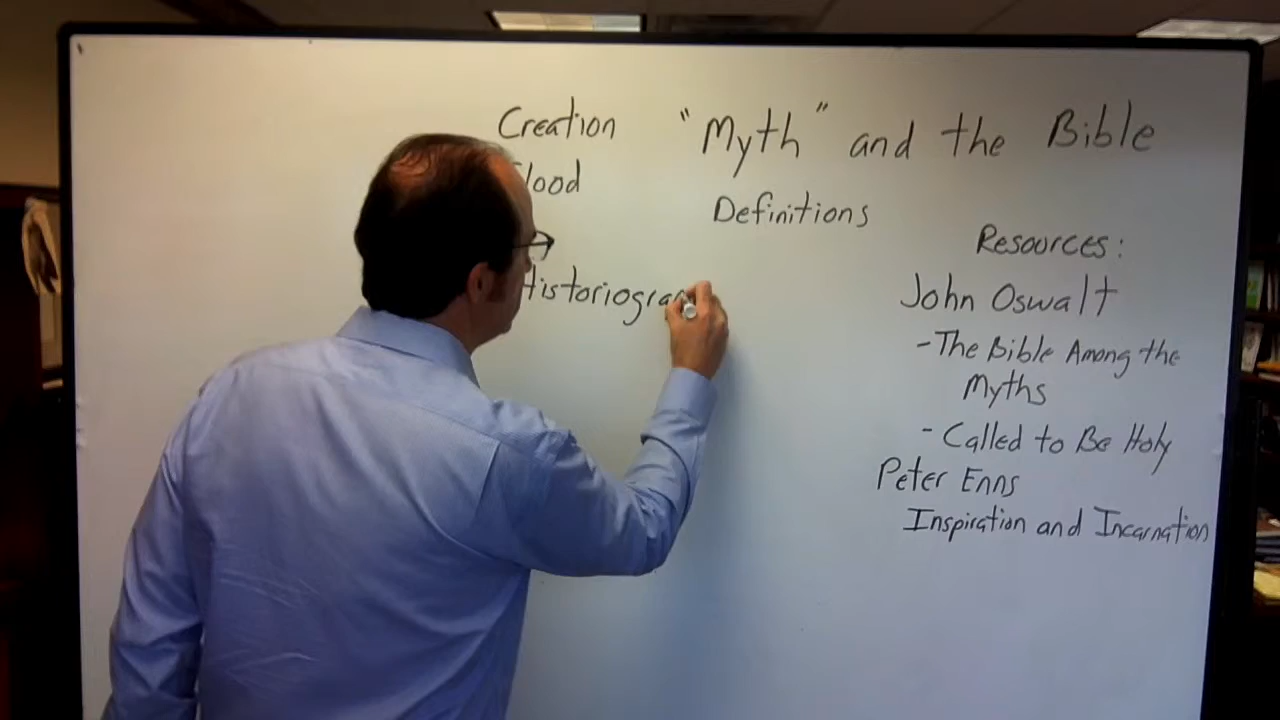 Creation
"Myth" and the Bible
lood
Definitions
Resources:
Historiogra
John Oswalt
- The Bible Among the
Myths
- Called to Be Holy
Peter Enns
Inspiration and Incarnation